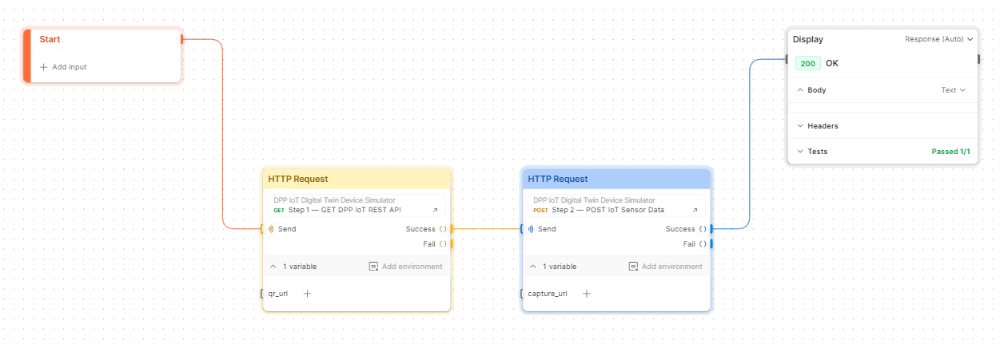 Start
Add input
HTTP Request
DPP IoT Digital Twin Device Simulator
GET Step 1 — GET DPP IoT REST API
Send Success
Fail
1 variable Add environment
qr_url
HTTP Request
DPP IoT Digital Twin Device Simulator
POST Step 2 — POST IoT Sensor Data
Send Success
Fail
1 variable Add environment
capture_url
Display Response (Auto)
200 OK
Body Text
Headers
Tests Passed 1/1